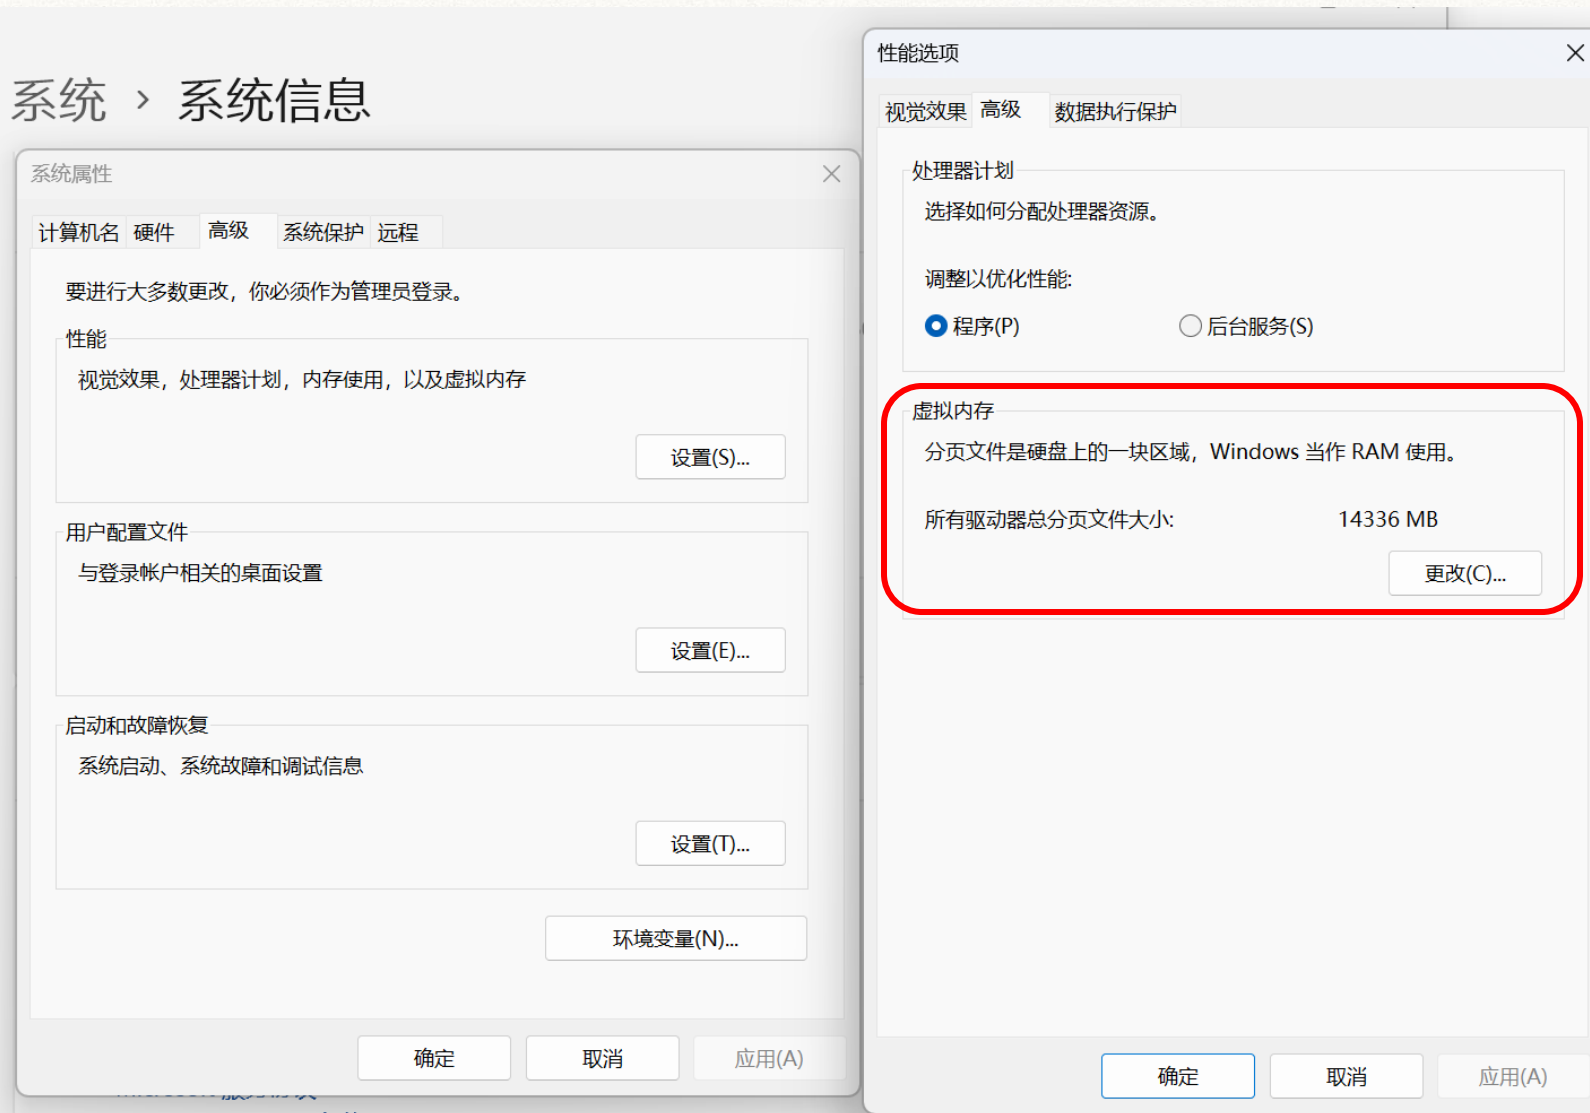 系统 › 系统信息
系统属性
计算机名 硬件 高级 系统保护 远程
要进行大多数更改，你必须作为管理员登录。
性能
视觉效果，处理器计划，内存使用，以及虚拟内存
设置(S)...
用户配置文件
与登录帐户相关的桌面设置
设置(E)...
启动和故障恢复
系统启动、系统故障和调试信息
设置(T)...
环境变量(N)...
确定 取消 应用(A)
性能选项
视觉效果 高级 数据执行保护
处理器计划
选择如何分配处理器资源。
调整以优化性能:
程序(P) 后台服务(S)
虚拟内存
分页文件是硬盘上的一块区域，Windows 当作 RAM 使用。
所有驱动器总分页文件大小: 14336 MB
更改(C)...
确定 取消 应用(A)